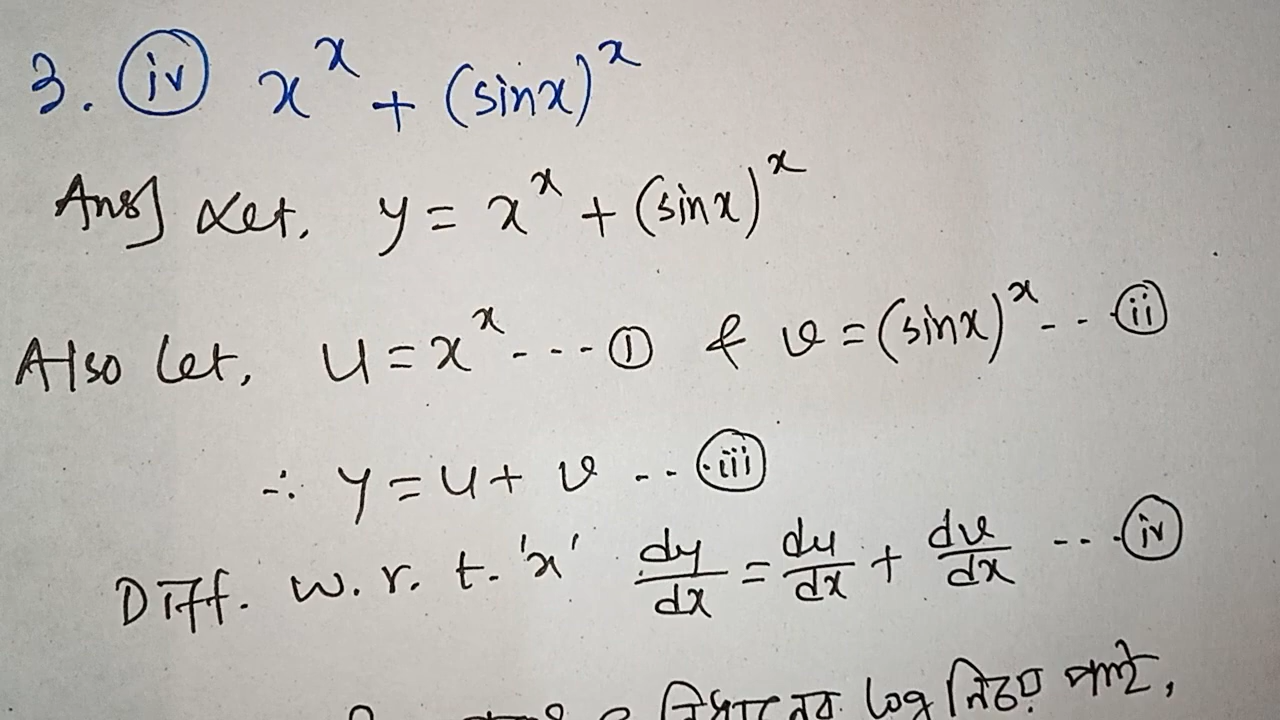 3. (iv) x^x + (sinx)^x
Ans] Let, y = x^x + (sinx)^x
Also let, u = x^x - - - - (1) & v = (sinx)^x - - - (ii)
∴ y = u + v - - - (iii)
Diff. w. r. t. 'x' dy/dx = du/dx + dv/dx - - - - (iv)
log নিয়ে পাই,